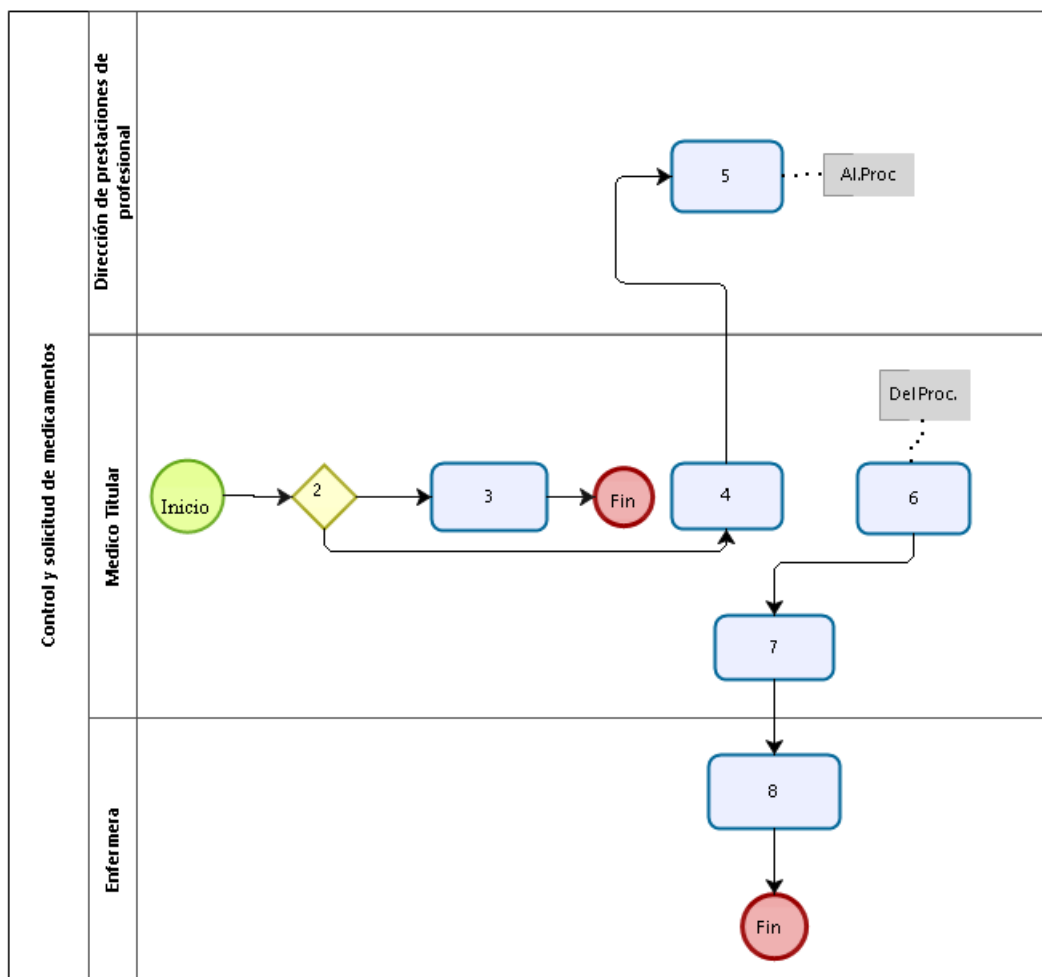 Control y solicitud de medicamentos
Dirección de prestaciones de
profesional
5
Al.Proc
Medico Titular
Del Proc.
Inicio
2
3
Fin
4
6
7
Enfermera
8
Fin